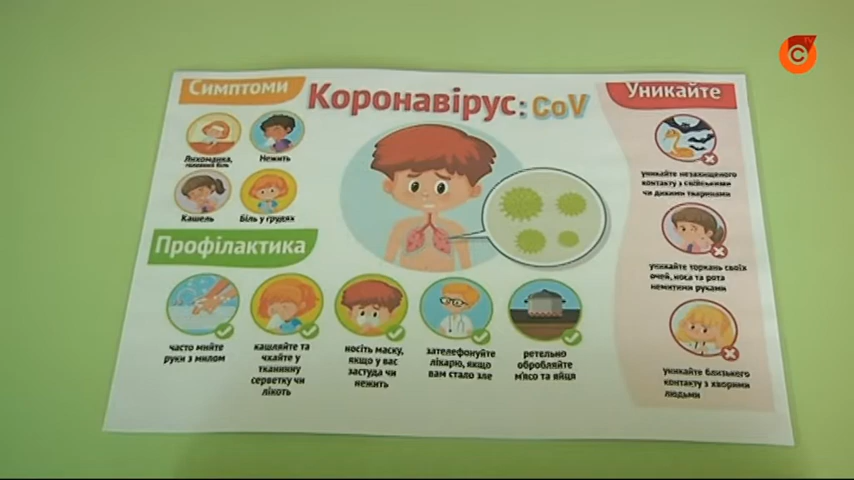 Симптоми
Коронавірус: CoV
Уникайте
Лихоманка,
головний біль
Нежить
Кашель
Біль у грудях
уникайте незахищеного
контакту з свійськими
чи дикими тваринами
уникайте торкань своїх
очей, носа та рота
немитими руками
уникайте близького
контакту з хворими
людьми
Профілактика
часто мийте
руки з милом
кашляйте та
чхайте у
тканинну
серветку чи
лікоть
носіть маску,
якщо у вас
застуда чи
нежить
зателефонуйте
лікарю, якщо
вам стало зле
ретельно
обробляйте
м'ясо та яйця
C
TV